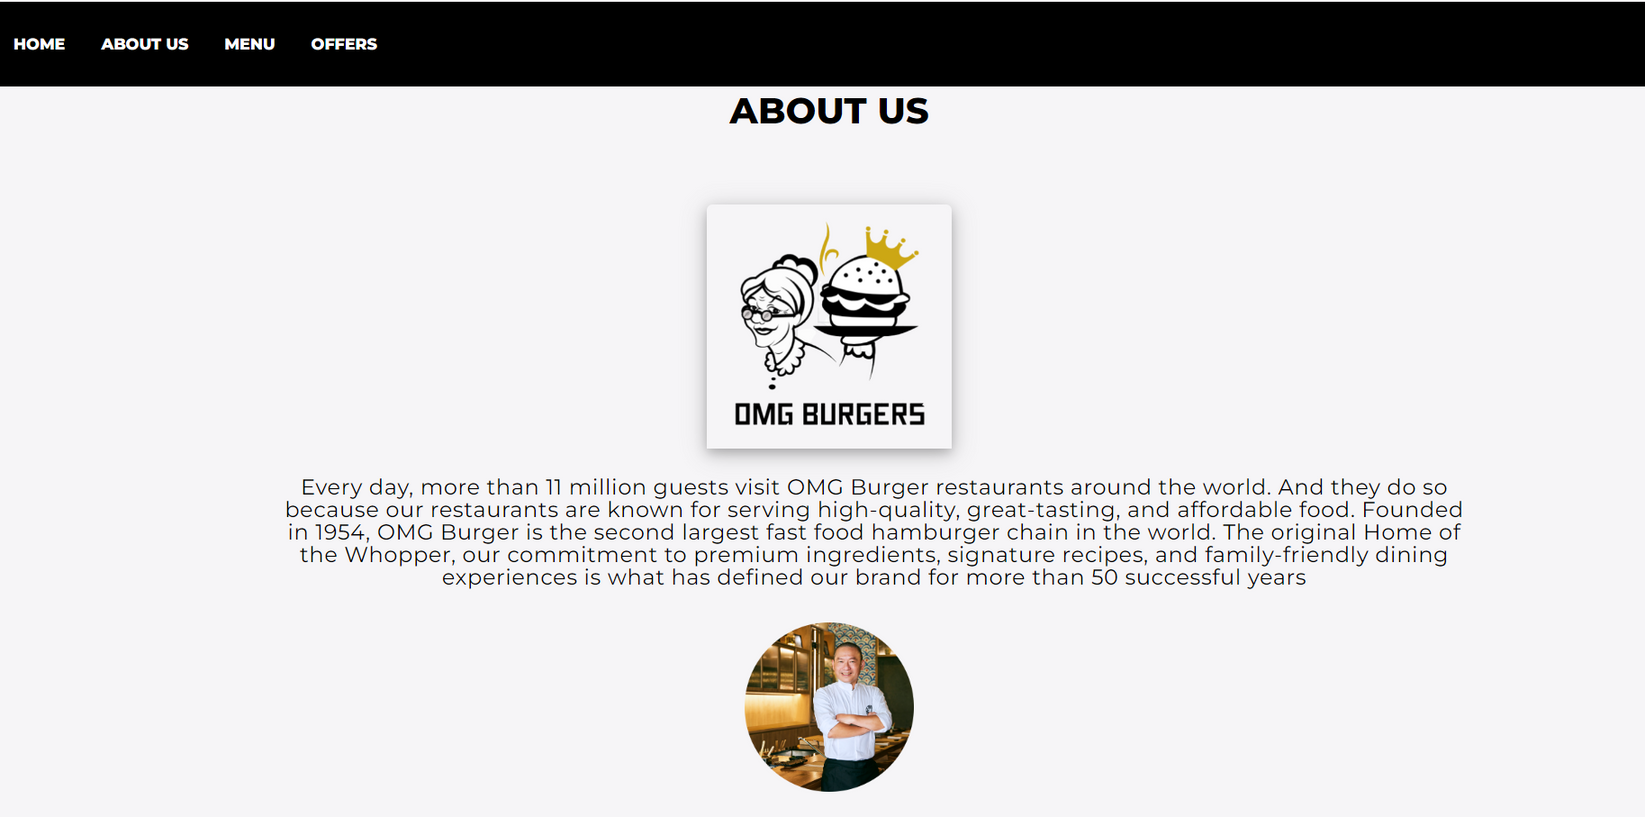 HOME ABOUT US MENU OFFERS
ABOUT US
OMG BURGERS
Every day, more than 11 million guests visit OMG Burger restaurants around the world. And they do so
because our restaurants are known for serving high-quality, great-tasting, and affordable food. Founded
in 1954, OMG Burger is the second largest fast food hamburger chain in the world. The original Home of
the Whopper, our commitment to premium ingredients, signature recipes, and family-friendly dining
experiences is what has defined our brand for more than 50 successful years